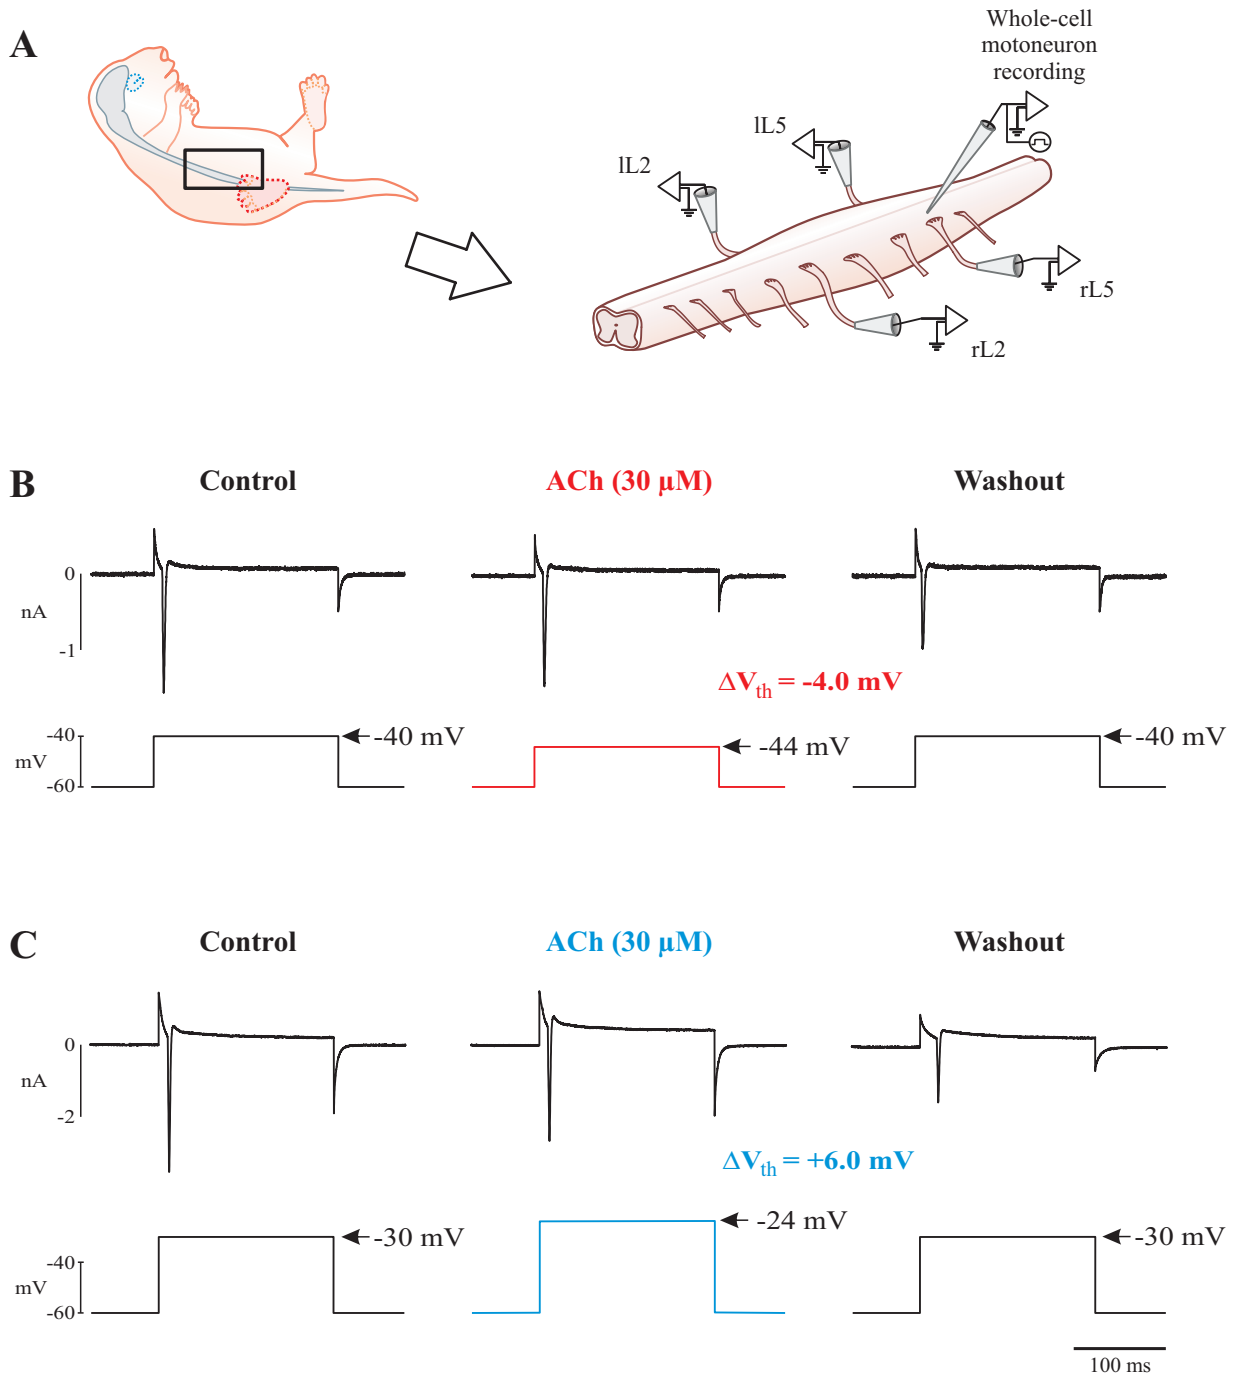 A
Whole-cell
motoneuron
recording
lL5
lL2
rL5
rL2
B
Control
ACh (30 µM)
Washout
0
nA
-1
ΔVth = -4.0 mV
-40
mV
-60
-40 mV
-44 mV
-40 mV
C
Control
ACh (30 µM)
Washout
0
nA
-2
ΔVth = +6.0 mV
-30 mV
-24 mV
-30 mV
-40
mV
-60
100 ms